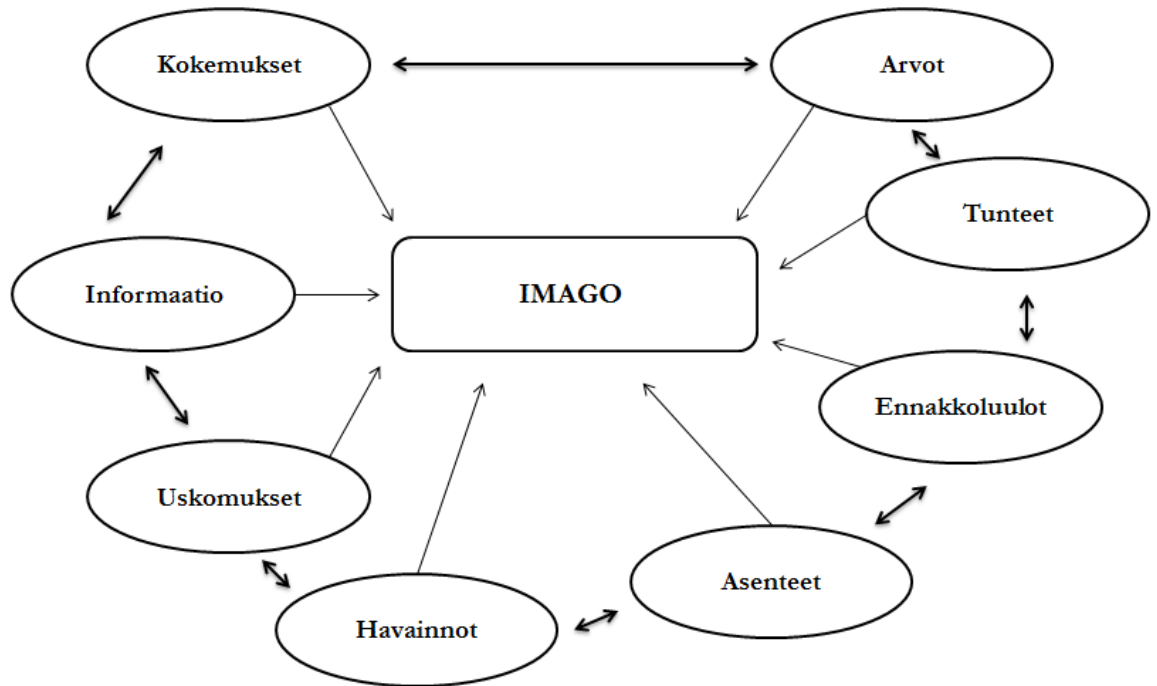 Kokemukset
Arvot
Tunteet
Informaatio
IMAGO
Ennakkoluulot
Uskomukset
Asenteet
Havainnot